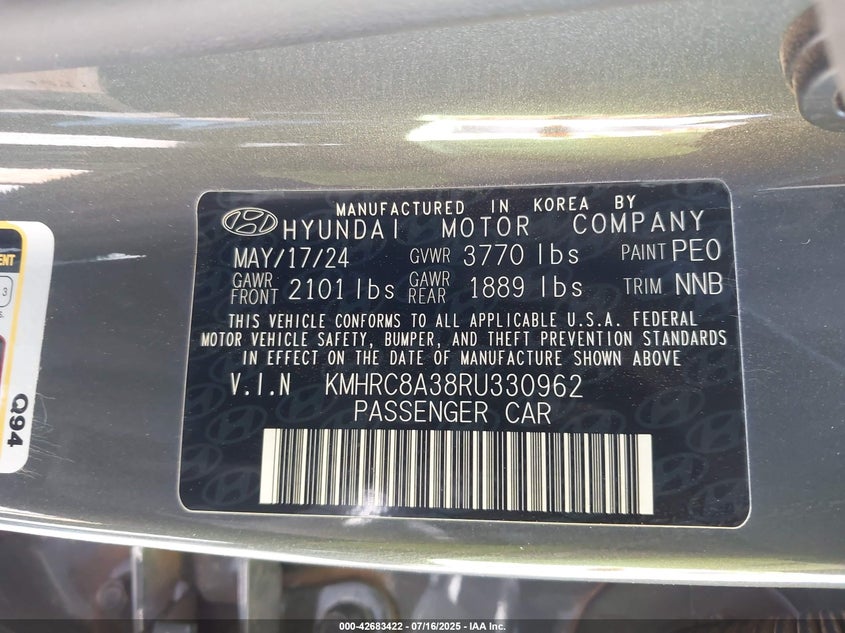 MANUFACTURED IN KOREA BY
HYUNDAI MOTOR COMPANY
MAY/17/24 GVWR 3770 lbs PAINT PE0
GAWR FRONT 2101 lbs GAWR REAR 1889 lbs TRIM NNB
THIS VEHICLE CONFORMS TO ALL APPLICABLE U.S.A. FEDERAL
MOTOR VEHICLE SAFETY, BUMPER, AND THEFT PREVENTION STANDARDS
IN EFFECT ON THE DATE OF MANUFACTURE SHOWN ABOVE
V.I.N KMHRC8A38RU330962
PASSENGER CAR
3
Q94
000-42683422 - 07/16/2025 - IAA Inc.